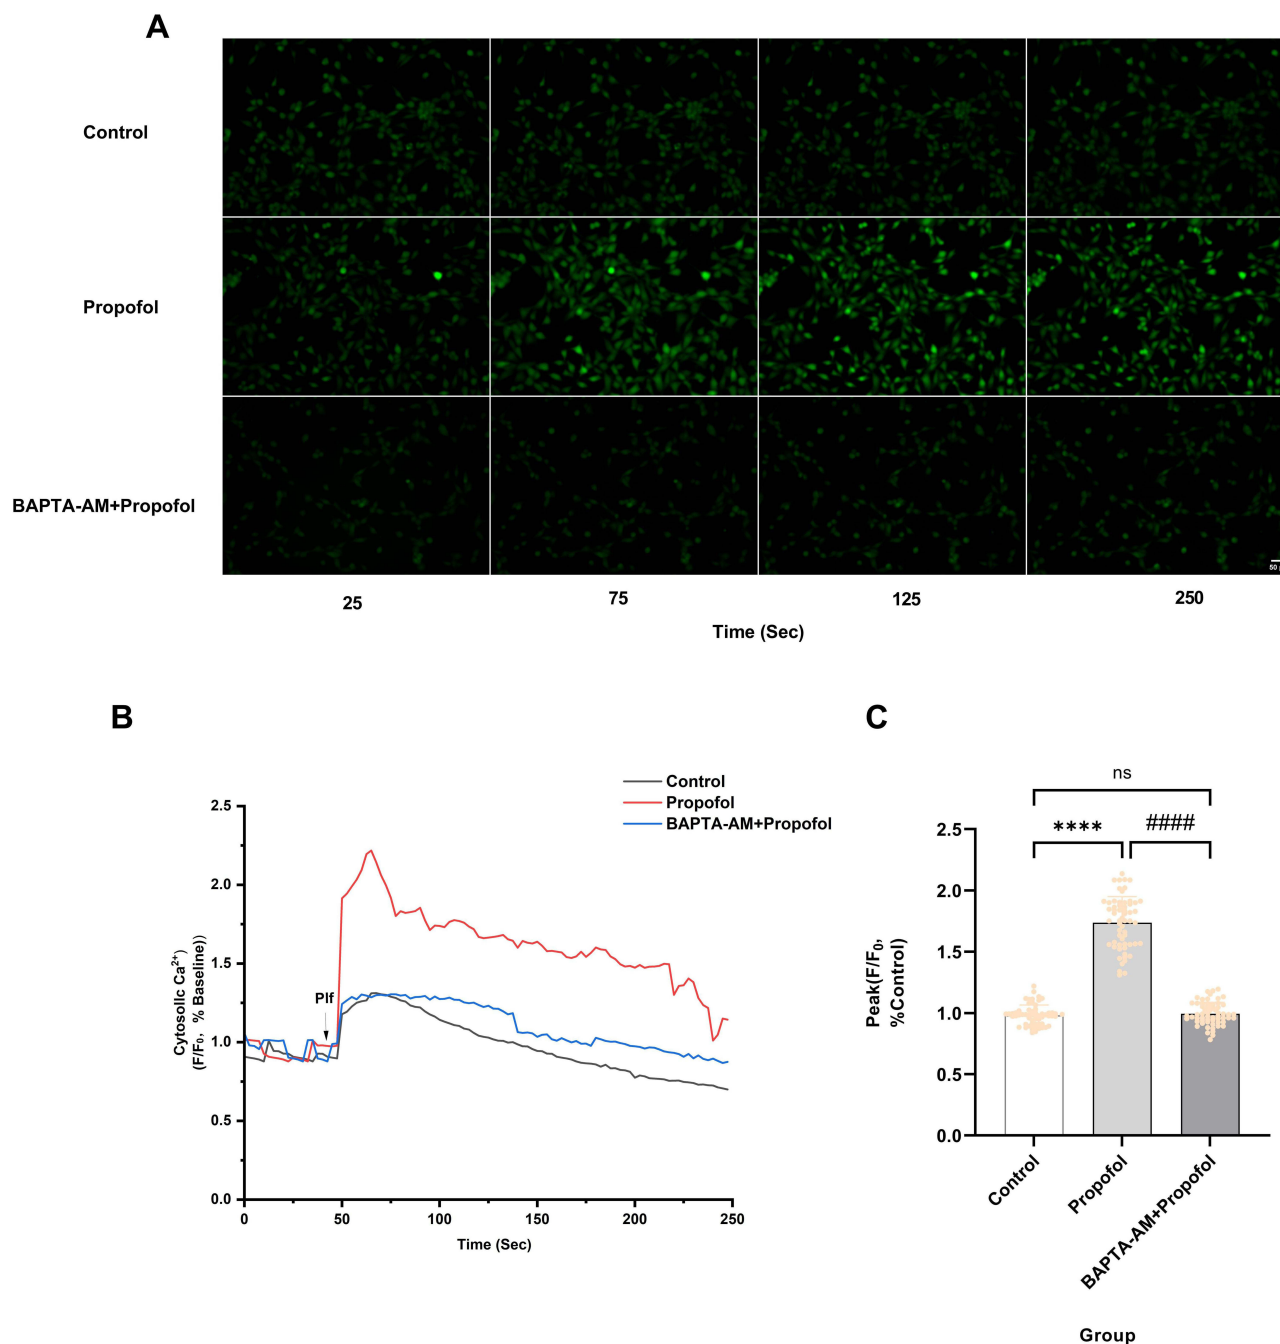 A
Control
Propofol
BAPTA-AM+Propofol
50
25
75
125
250
Time (Sec)
B
Control
Propofol
BAPTA-AM+Propofol
Cytosolic Ca²⁺)
(F/F₀, % Baseline))
2.5
2.0
1.5
1.0
0.5
0.0
Plf
0
50
100
150
200
250
Time (Sec)
C
ns
****
####
Peak(F/F₀,
%Control)
2.5
2.0
1.5
1.0
0.5
0.0
Control
Propofol
BAPTA-AM+Propofol
Group